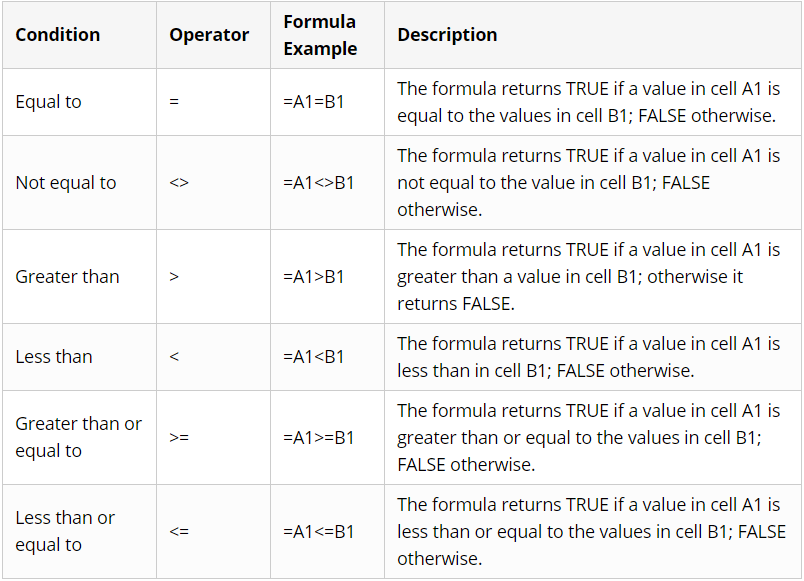 Condition Operator Formula Example Description
Equal to = =A1=B1 The formula returns TRUE if a value in cell A1 is
equal to the values in cell B1; FALSE otherwise.
Not equal to <> =A1<>B1 The formula returns TRUE if a value in cell A1 is
not equal to the value in cell B1; FALSE
otherwise.
Greater than > =A1>B1 The formula returns TRUE if a value in cell A1 is
greater than a value in cell B1; otherwise it
returns FALSE.
Less than < =A1<B1 The formula returns TRUE if a value in cell A1 is
less than in cell B1; FALSE otherwise.
Greater than or
equal to >= =A1>=B1 The formula returns TRUE if a value in cell A1 is
greater than or equal to the values in cell B1;
FALSE otherwise.
Less than or
equal to <= =A1<=B1 The formula returns TRUE if a value in cell A1 is
less than or equal to the values in cell B1; FALSE
otherwise.